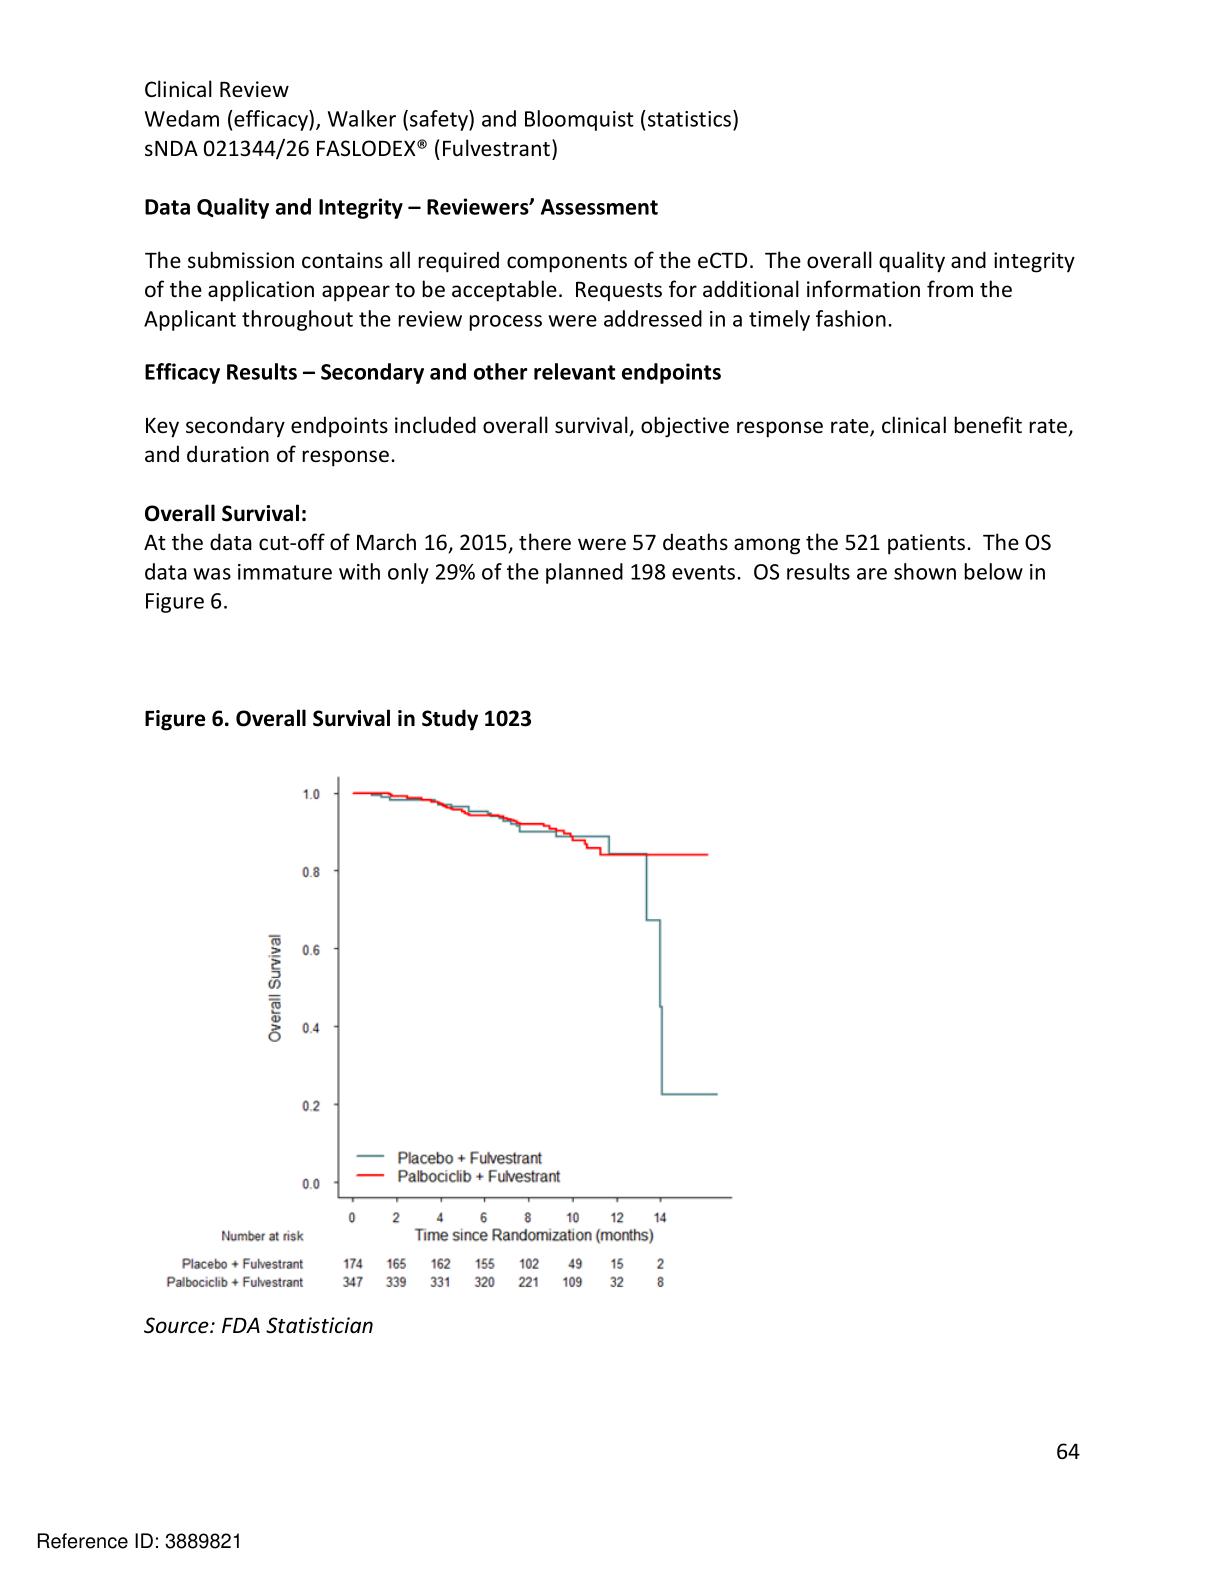 Clinical Review
Wedam (efficacy), Walker (safety) and Bloomquist (statistics)
sNDA 021344/26 FASLODEX® (Fulvestrant)
Data Quality and Integrity – Reviewers’ Assessment
The submission contains all required components of the eCTD.  The overall quality and integrity
of the application appear to be acceptable.  Requests for additional information from the
Applicant throughout the review process were addressed in a timely fashion.
Efficacy Results – Secondary and other relevant endpoints
Key secondary endpoints included overall survival, objective response rate, clinical benefit rate,
and duration of response.
Overall Survival:
At the data cut-off of March 16, 2015, there were 57 deaths among the 521 patients.  The OS
data was immature with only 29% of the planned 198 events.  OS results are shown below in
Figure 6.
Figure 6. Overall Survival in Study 1023
1.0
0.8
0.6
0.4
0.2
0.0
Overall Survival
Placebo + Fulvestrant
Palbociclib + Fulvestrant
0 2 4 6 8 10 12 14
Number at risk
Time since Randomization (months)
Placebo + Fulvestrant 174 165 162 155 102 49 15 2
Palbociclib + Fulvestrant 347 339 331 320 221 109 32 8
Source: FDA Statistician
64
Reference ID: 3889821